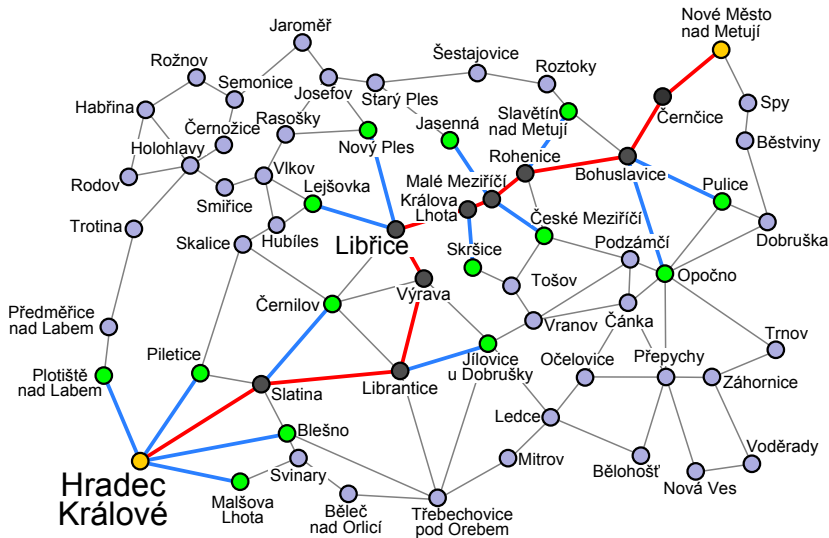 Nové Město
nad Metují
Jaroměř
Šestajovice
Rožnov
Roztoky
Semonice
Josefov
Starý Ples
Habřina
Spy
Slavětín
nad Metují
Černčice
Černožice
Rasošky
Jasenná
Nový Ples
Běstviny
Holohlavy
Rohenice
Bohuslavice
Vlkov
Malé Meziříčí
Rodov
Lejšovka
Králova
Lhota
Pulice
Smiřice
České Meziříčí
Trotina
Hubíles
Libřice
Podzámčí
Dobruška
Skalice
Skršice
Opočno
Tošov
Výrava
Černilov
Předměřice
nad Labem
Vranov
Čánka
Trnov
Piletice
Jílovice
u Dobrušky
Očelovice
Přepychy
Plotiště
nad Labem
Slatina
Librantice
Záhornice
Blešno
Ledce
Voděrady
Mitrov
Svinary
Bělohošť
Hradec
Králové
Nová Ves
Malšova
Lhota
Běleč
nad Orlicí
Třebechovice
pod Orebem